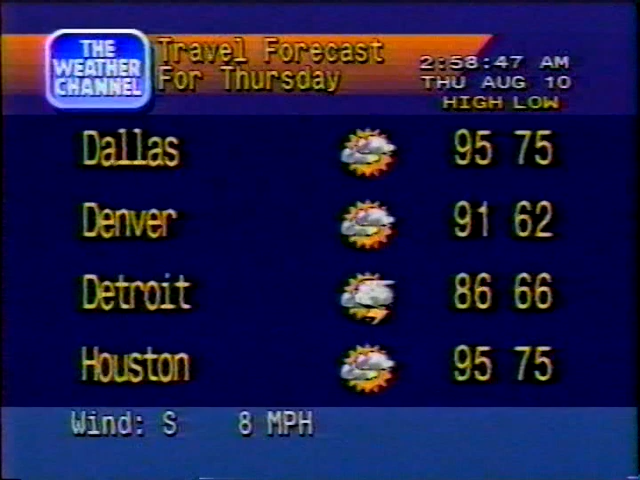 THE
WEATHER
CHANNEL
Travel Forecast
For Thursday
2:58:47 AM
THU AUG 10
HIGH LOW
Dallas 95 75
Denver 91 62
Detroit 86 66
Houston 95 75
Wind: S 8 MPH